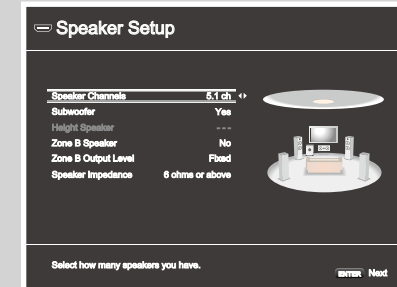 Speaker Setup
Speaker Channels 5.1 ch
Subwoofer Yes
Height Speaker ---
Zone B Speaker No
Zone B Output Level Fixed
Speaker Impedance 6 ohms or above
Select how many speakers you have.
ENTER Next